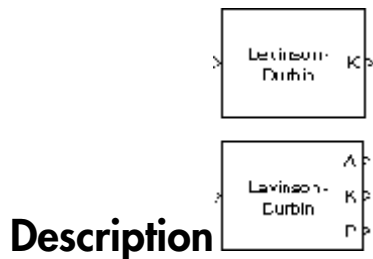 Levinson-
Durbin
K
Levinson-
Durbin
A
K
P
Description